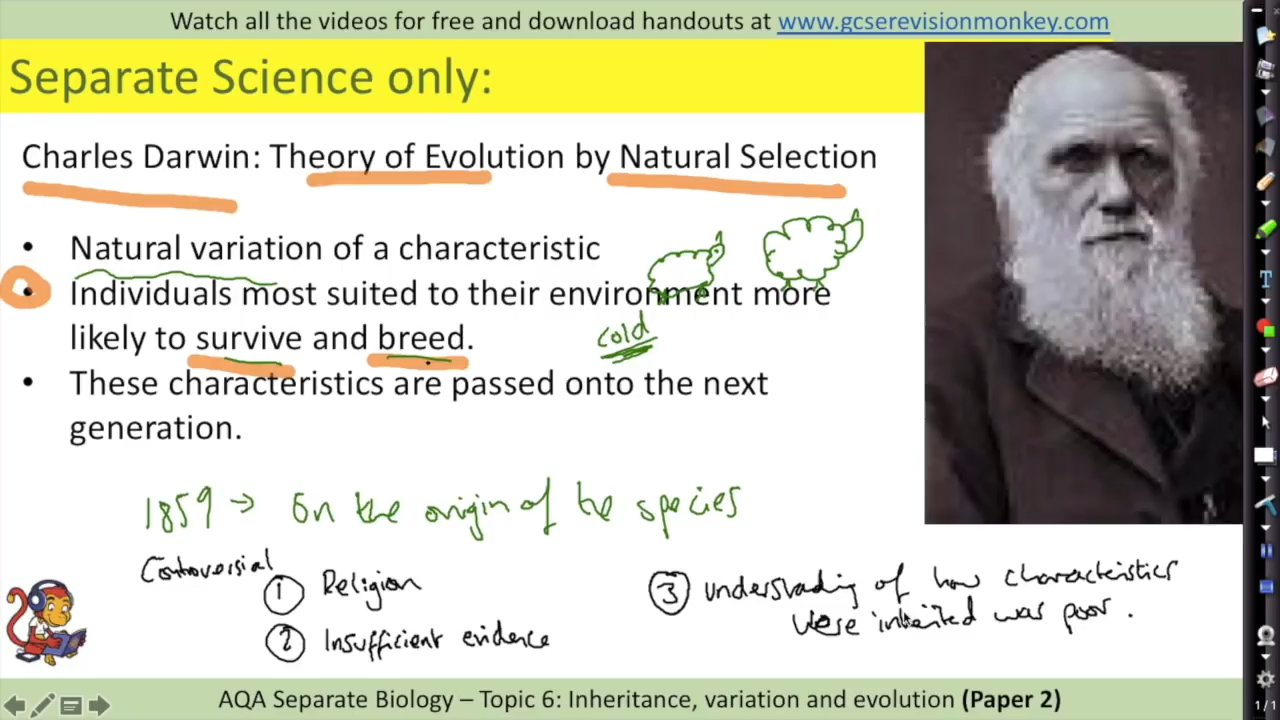 Watch all the videos for free and download handouts at www.gcserevisionmonkey.com
Separate Science only:
Charles Darwin: Theory of Evolution by Natural Selection
• Natural variation of a characteristic
• Individuals most suited to their environment more
likely to survive and breed.
cold
• These characteristics are passed onto the next
generation.
1859 → On the origin of the species
Controversial
① Religion
② Insufficient evidence
③ understanding of how characteristics
were inherited was poor.
AQA Separate Biology – Topic 6: Inheritance, variation and evolution (Paper 2)
1/1